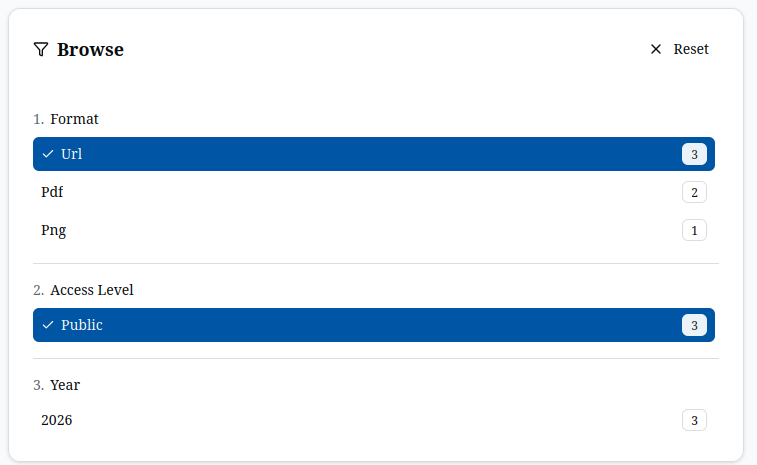 Browse
Reset
1. Format
Url 3
Pdf 2
Png 1
2. Access Level
Public 3
3. Year
2026 3